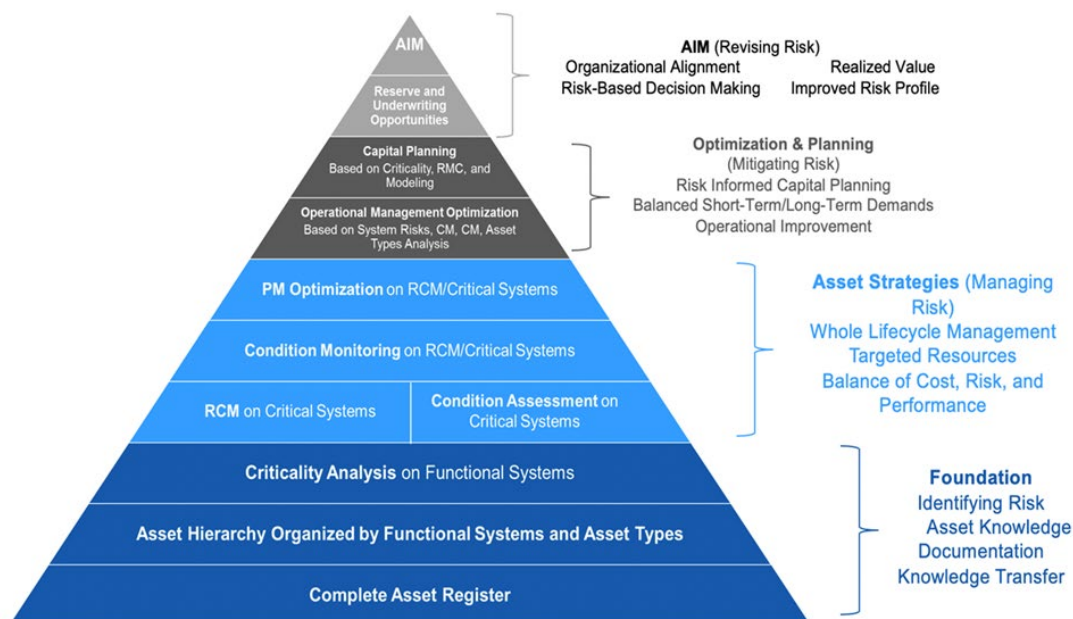 AIM
Reserve and
Underwriting
Opportunities
Capital Planning
Based on Criticality, RMC, and
Modeling
Operational Management Optimization
Based on System Risks, CM, CM, Asset
Types Analysis
PM Optimization on RCM/Critical Systems
Condition Monitoring on RCM/Critical Systems
RCM on Critical Systems
Condition Assessment on
Critical Systems
Criticality Analysis on Functional Systems
Asset Hierarchy Organized by Functional Systems and Asset Types
Complete Asset Register
AIM (Revising Risk)
Organizational Alignment Realized Value
Risk-Based Decision Making Improved Risk Profile
Optimization & Planning
(Mitigating Risk)
Risk Informed Capital Planning
Balanced Short-Term/Long-Term Demands
Operational Improvement
Asset Strategies (Managing
Risk)
Whole Lifecycle Management
Targeted Resources
Balance of Cost, Risk, and
Performance
Foundation
Identifying Risk
Asset Knowledge
Documentation
Knowledge Transfer